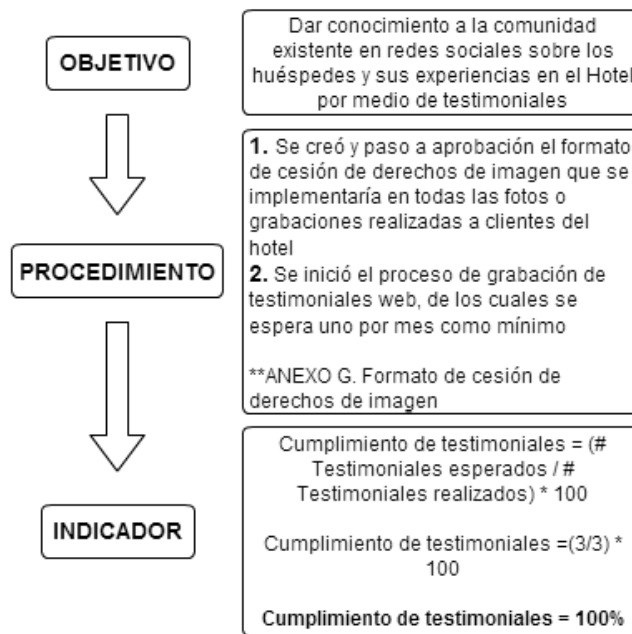 OBJETIVO
Dar conocimiento a la comunidad
existente en redes sociales sobre los
huéspedes y sus experiencias en el Hotel
por medio de testimoniales
PROCEDIMIENTO
1. Se creó y paso a aprobación el formato
de cesión de derechos de imagen que se
implementaría en todas las fotos o
grabaciones realizadas a clientes del
hotel
2. Se inició el proceso de grabación de
testimoniales web, de los cuales se
espera uno por mes como mínimo
**ANEXO G. Formato de cesión de
derechos de imagen
INDICADOR
Cumplimiento de testimoniales = (#
Testimoniales esperados / #
Testimoniales realizados) * 100
Cumplimiento de testimoniales =(3/3) *
100
Cumplimiento de testimoniales = 100%